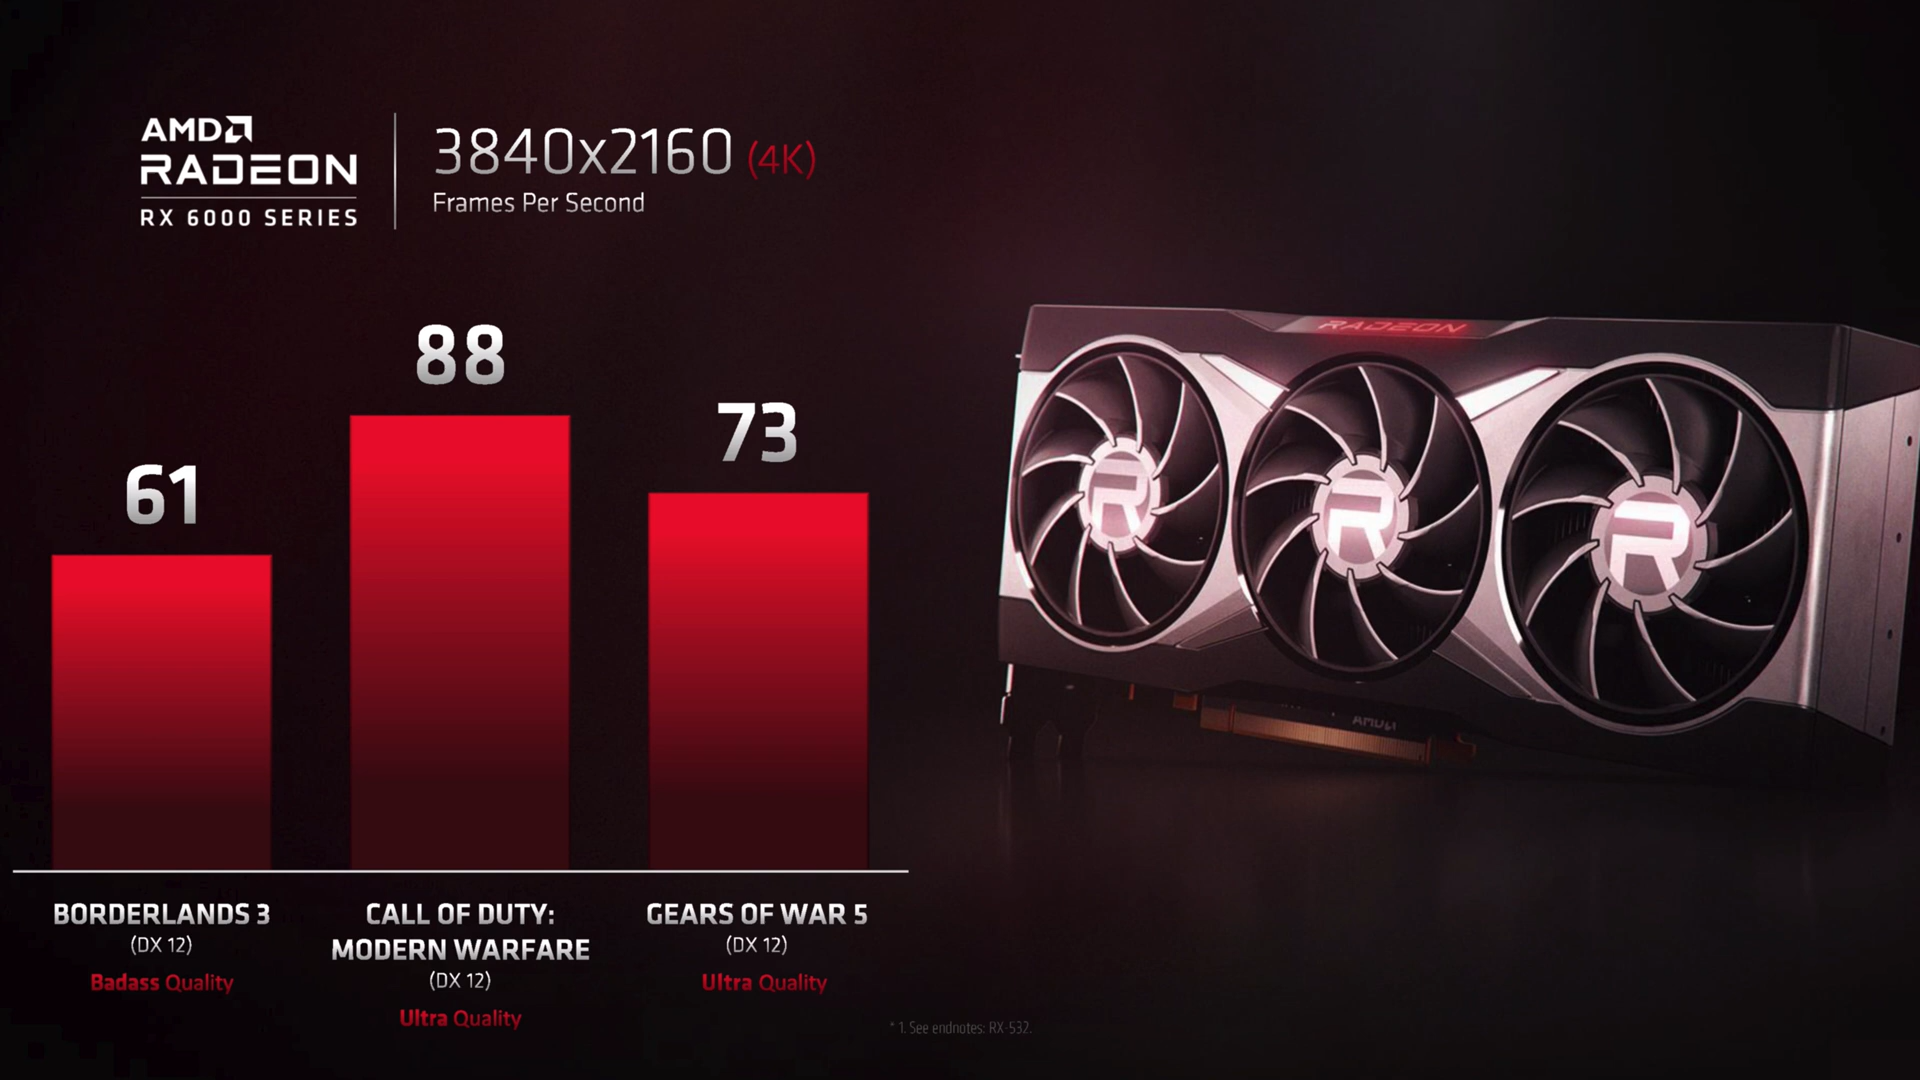 AMD
RADEON
RX 6000 SERIES
3840x2160 (4K)
Frames Per Second
61
88
73
BORDERLANDS 3
(DX 12)
Badass Quality
CALL OF DUTY:
MODERN WARFARE
(DX 12)
Ultra Quality
GEARS OF WAR 5
(DX 12)
Ultra Quality
* 1. See endnotes: RX-532.
RADEON
R
R
R
AMD